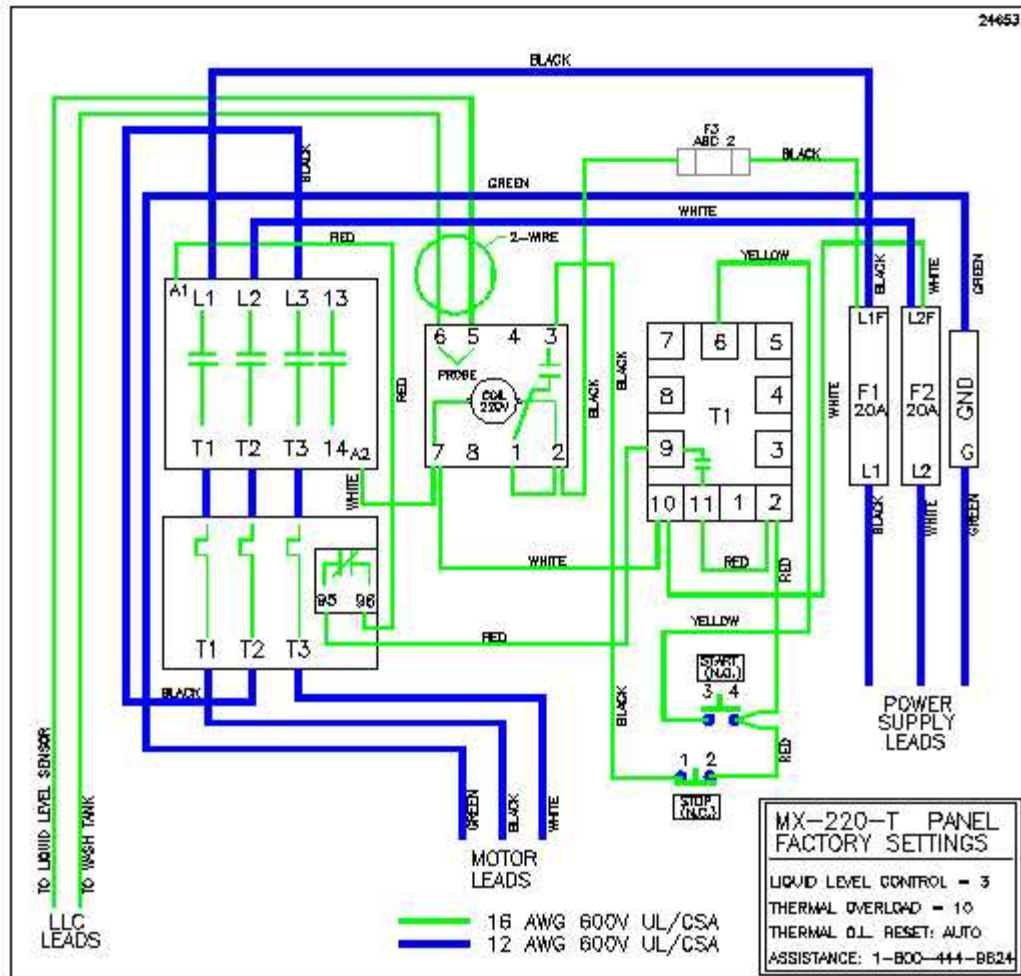 24653
BLACK
F3
ABC 2
BLACK
BLACK
GREEN
WHITE
RED
2-WIRE
YELLOW
BLACK
WHITE
GREEN
A1 L1 L2 L3 13
6 5 4 3
PROBE
COIL
220V
7 8 1 2
7 6 5
8 4
T1
9 3
10 11 1 2
L1F L2F
F1
20A
F2
20A
GND
L1 L2 G
RED
BLACK
BLACK
WHITE
T1 T2 T3 14 A2
WHITE
BLACK
WHITE
GREEN
WHITE
RED
RED
95 96
RED
YELLOW
T1 T2 T3
BLACK
START
(N.O.)
3 4
BLACK
RED
1 2
STOP
(N.C.)
POWER
SUPPLY
LEADS
TO LIQUID LEVEL SENSOR
TO WASH TANK
GREEN
BLACK
WHITE
MOTOR
LEADS
LLC
LEADS
16 AWG 600V UL/CSA
12 AWG 600V UL/CSA
MX-220-T PANEL
FACTORY SETTINGS
LIQUID LEVEL CONTROL = 3
THERMAL OVERLOAD = 10
THERMAL O.L. RESET: AUTO
ASSISTANCE: 1-800-444-9624